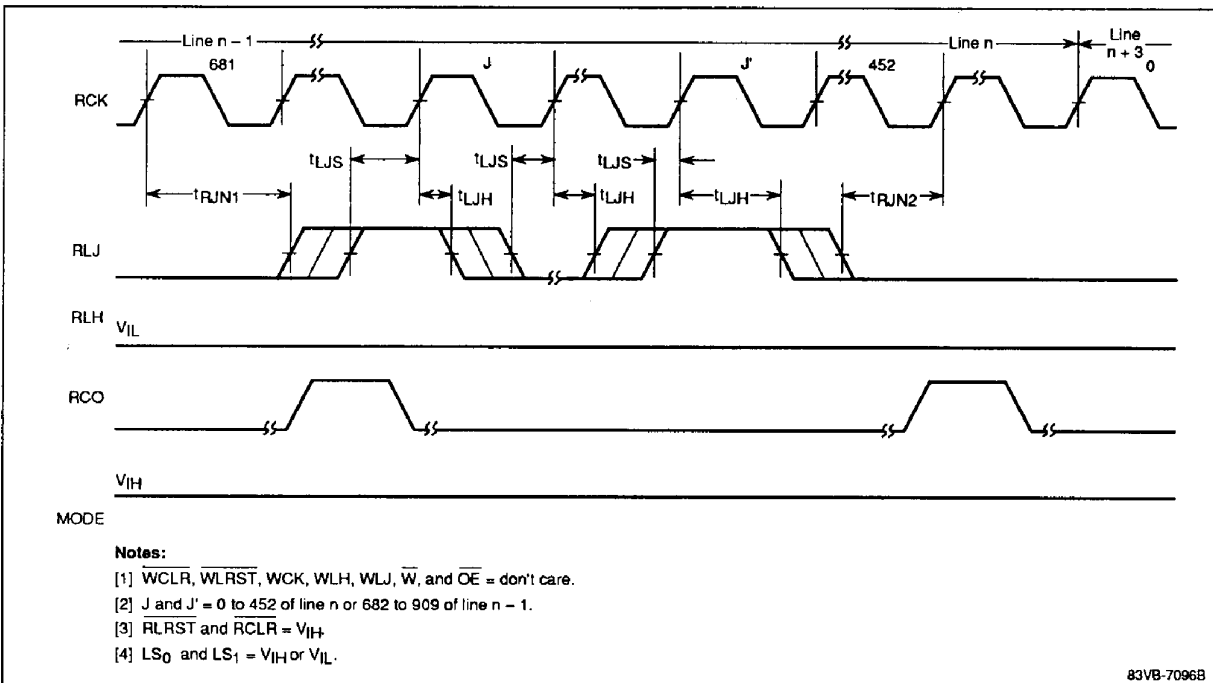 Line n – 1
Line n
Line
n + 3
681
J
J'
452
0
RCK
tLJS
tLJS
tLJS
tRJN1
tLJH
tLJH
tLJH
tRJN2
RLJ
RLH
VIL
RCO
VIH
MODE
Notes:
[1] WCLR, WLRST, WCK, WLH, WLJ, W, and OE = don't care.
[2] J and J' = 0 to 452 of line n or 682 to 909 of line n – 1.
[3] RLRST and RCLR = VIH.
[4] LS0 and LS1 = VIH or VIL.
83VB-7096B